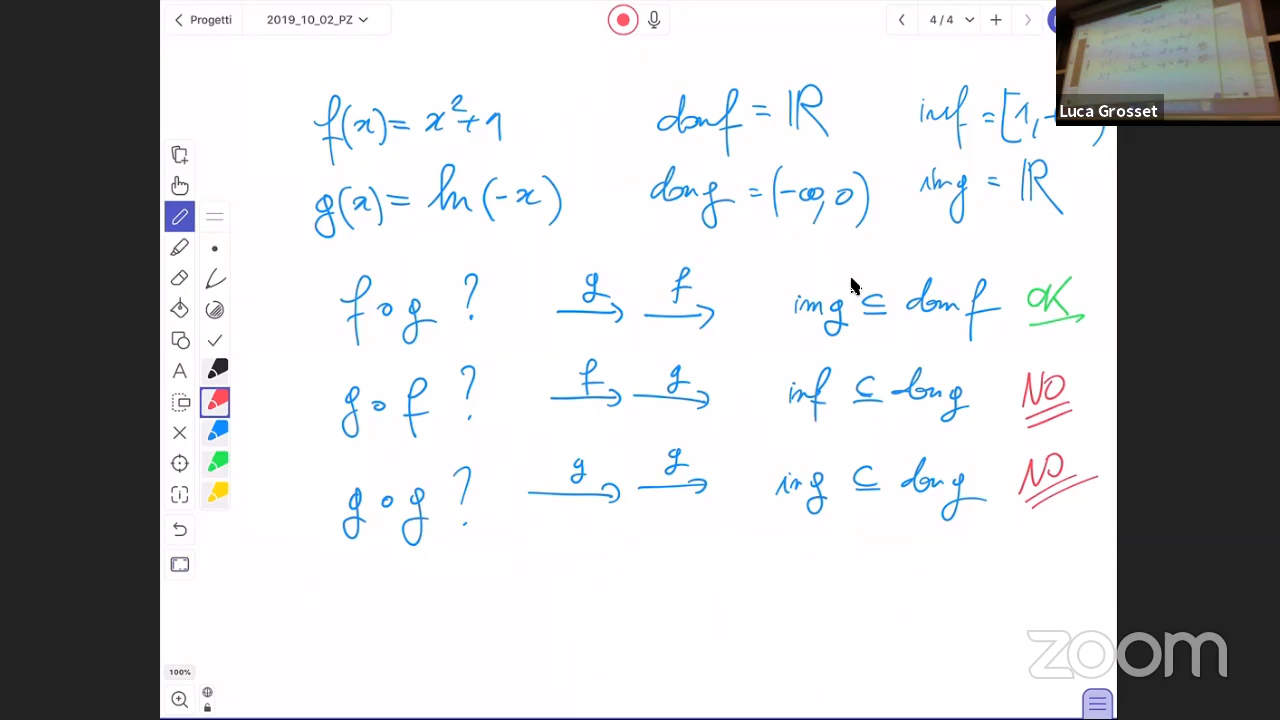 Progetti 2019_10_02_PZ 4/4
Luca Grosset
f(x) = x²+1 dom f = ℝ im f = [1,
g(x) = ln(-x) dom g = (-∞,0) im g = ℝ
f∘g ? g f im g ⊆ dom f OK
g∘f ? f g im f ⊆ dom g NO
g∘g ? g g im g ⊆ dom g NO
A
zoom
100%